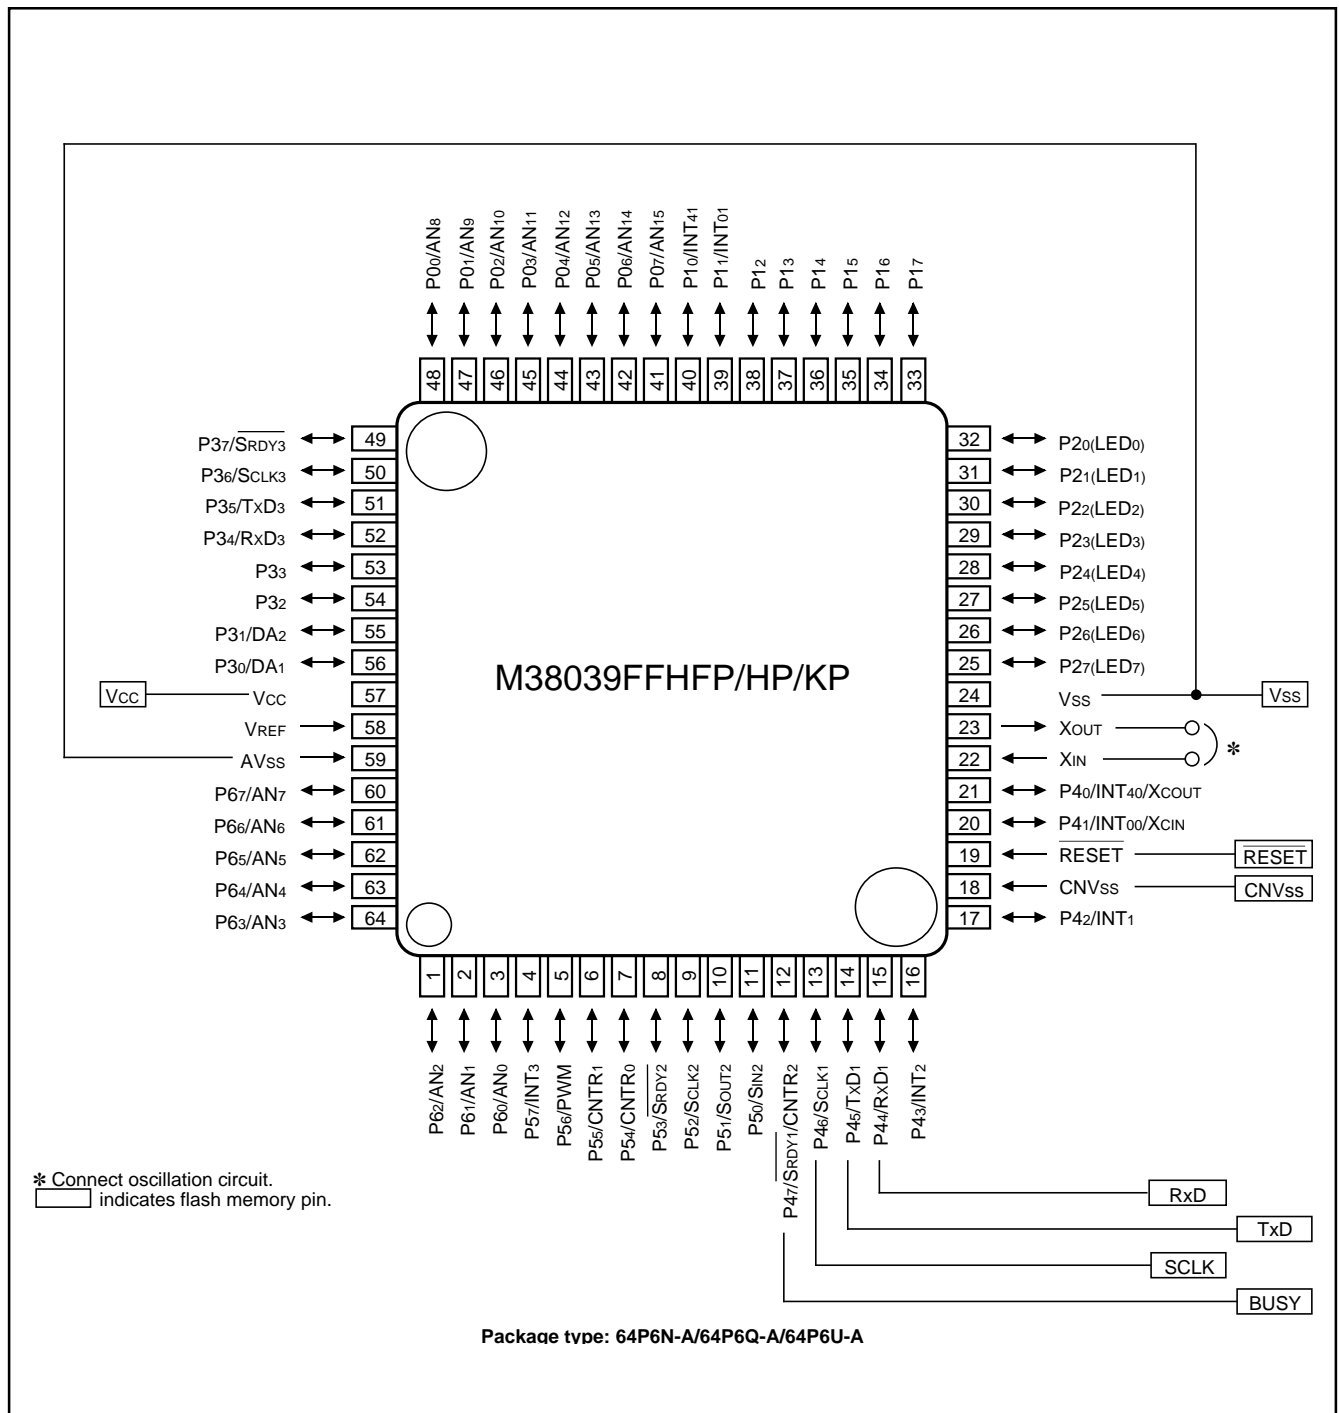 P00/AN8
P01/AN9
P02/AN10
P03/AN11
P04/AN12
P05/AN13
P06/AN14
P07/AN15
P10/INT41
P11/INT01
P12
P13
P14
P15
P16
P17
48
47
46
45
44
43
42
41
40
39
38
37
36
35
34
33
P37/SRDY3
49
P36/SCLK3
50
P35/TXD3
51
P34/RXD3
52
P33
53
P32
54
P31/DA2
55
P30/DA1
56
VCC
VCC
57
VREF
58
AVSS
59
P67/AN7
60
P66/AN6
61
P65/AN5
62
P64/AN4
63
P63/AN3
64
M38039FFHFP/HP/KP
32
P20(LED0)
31
P21(LED1)
30
P22(LED2)
29
P23(LED3)
28
P24(LED4)
27
P25(LED5)
26
P26(LED6)
25
P27(LED7)
24
VSS
VSS
23
XOUT
22
XIN
✻
21
P40/INT40/XCOUT
20
P41/INT00/XCIN
19
RESET
RESET
18
CNVSS
CNVss
17
P42/INT1
1
2
3
4
5
6
7
8
9
10
11
12
13
14
15
16
P62/AN2
P61/AN1
P60/AN0
P57/INT3
P56/PWM
P55/CNTR1
P54/CNTR0
P53/SRDY2
P52/SCLK2
P51/SOUT2
P50/SIN2
P47/SRDY1/CNTR2
P46/SCLK1
P45/TXD1
P44/RXD1
P43/INT2
✻ Connect oscillation circuit.
indicates flash memory pin.
RxD
TxD
SCLK
BUSY
Package type: 64P6N-A/64P6Q-A/64P6U-A